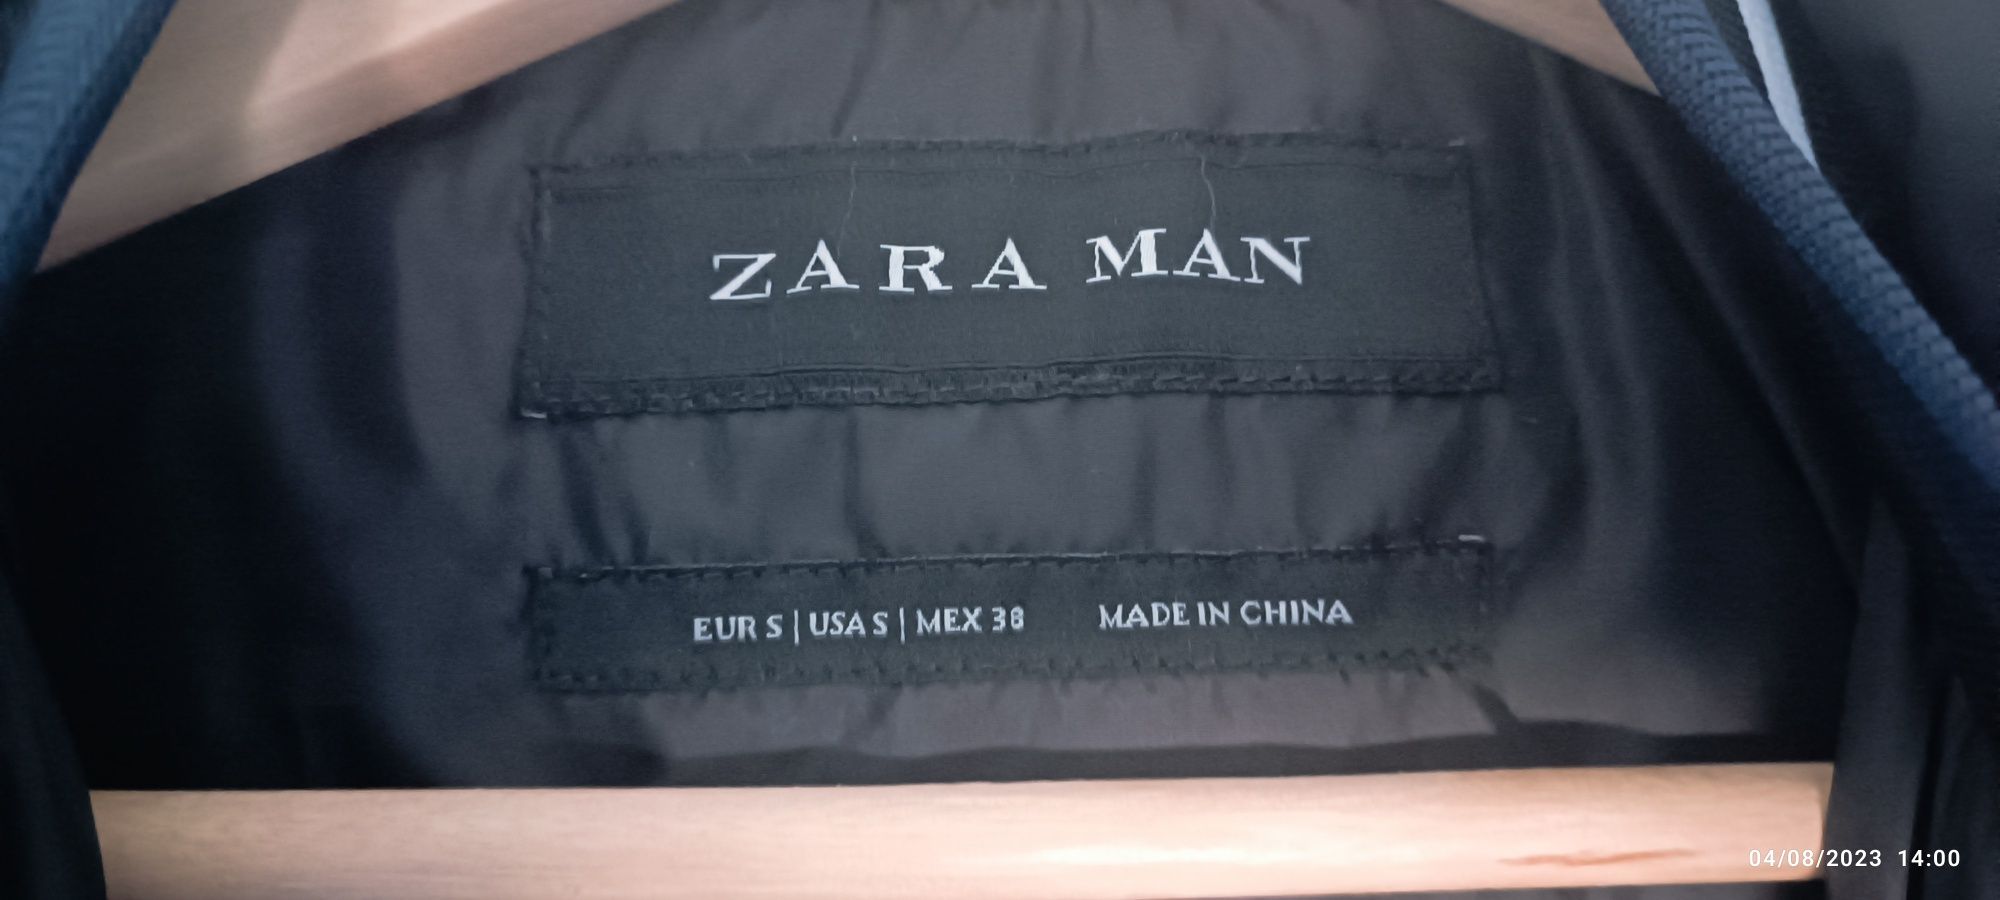 ZARA MAN
EUR S | USA S | MEX 38 MADE IN CHINA
04/08/2023 14:00